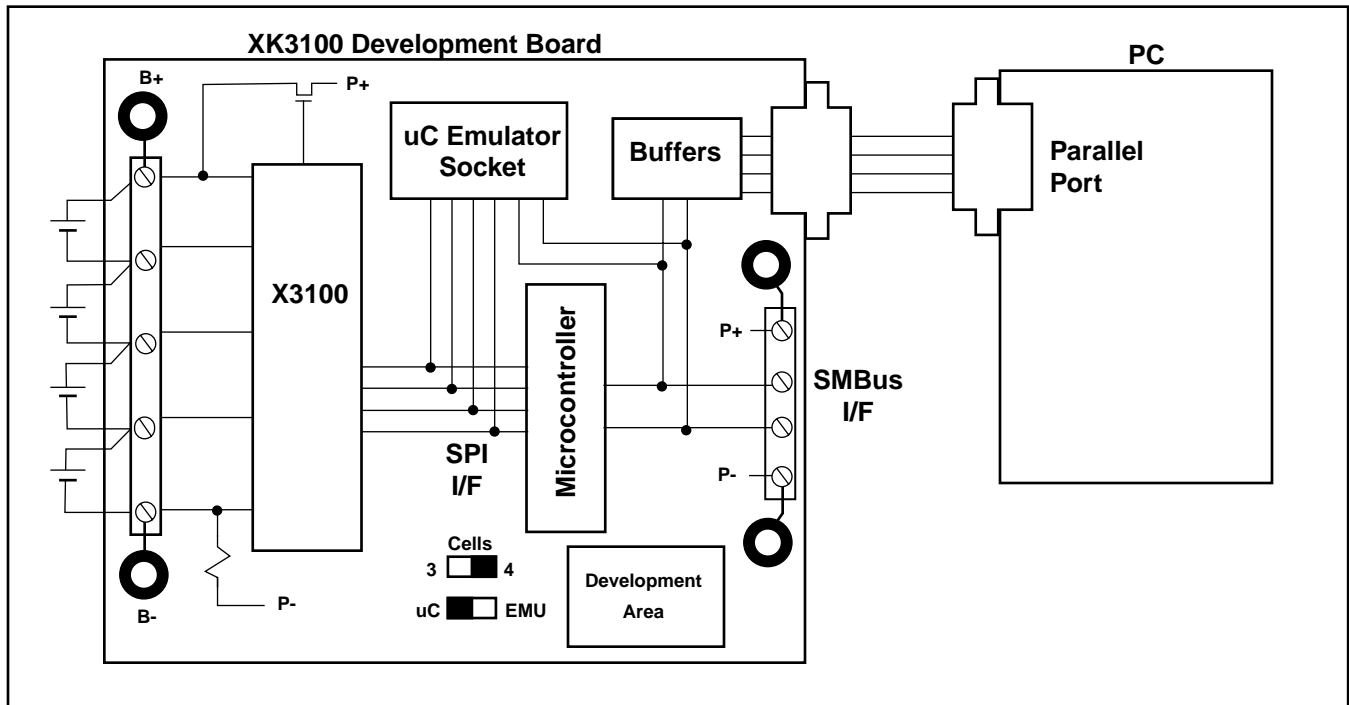 XK3100 Development Board
PC
B+
P+
uC Emulator
Socket
Buffers
Parallel
Port
X3100
Microcontroller
P+
SMBus
I/F
SPI
I/F
P-
Cells
3 4
uC EMU
Development
Area
P-
B-